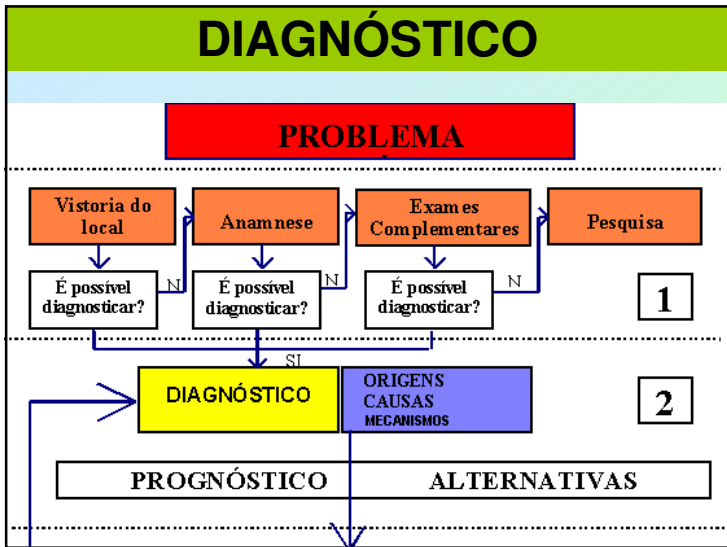 DIAGNÓSTICO
PROBLEMA
Vistoria do
local
Anamnese
Exames
Complementares
Pesquisa
É possível
diagnosticar?
N
É possível
diagnosticar?
N
É possível
diagnosticar?
N
1
SI
DIAGNÓSTICO
ORIGENS
CAUSAS
MECANISMOS
2
PROGNÓSTICO ALTERNATIVAS